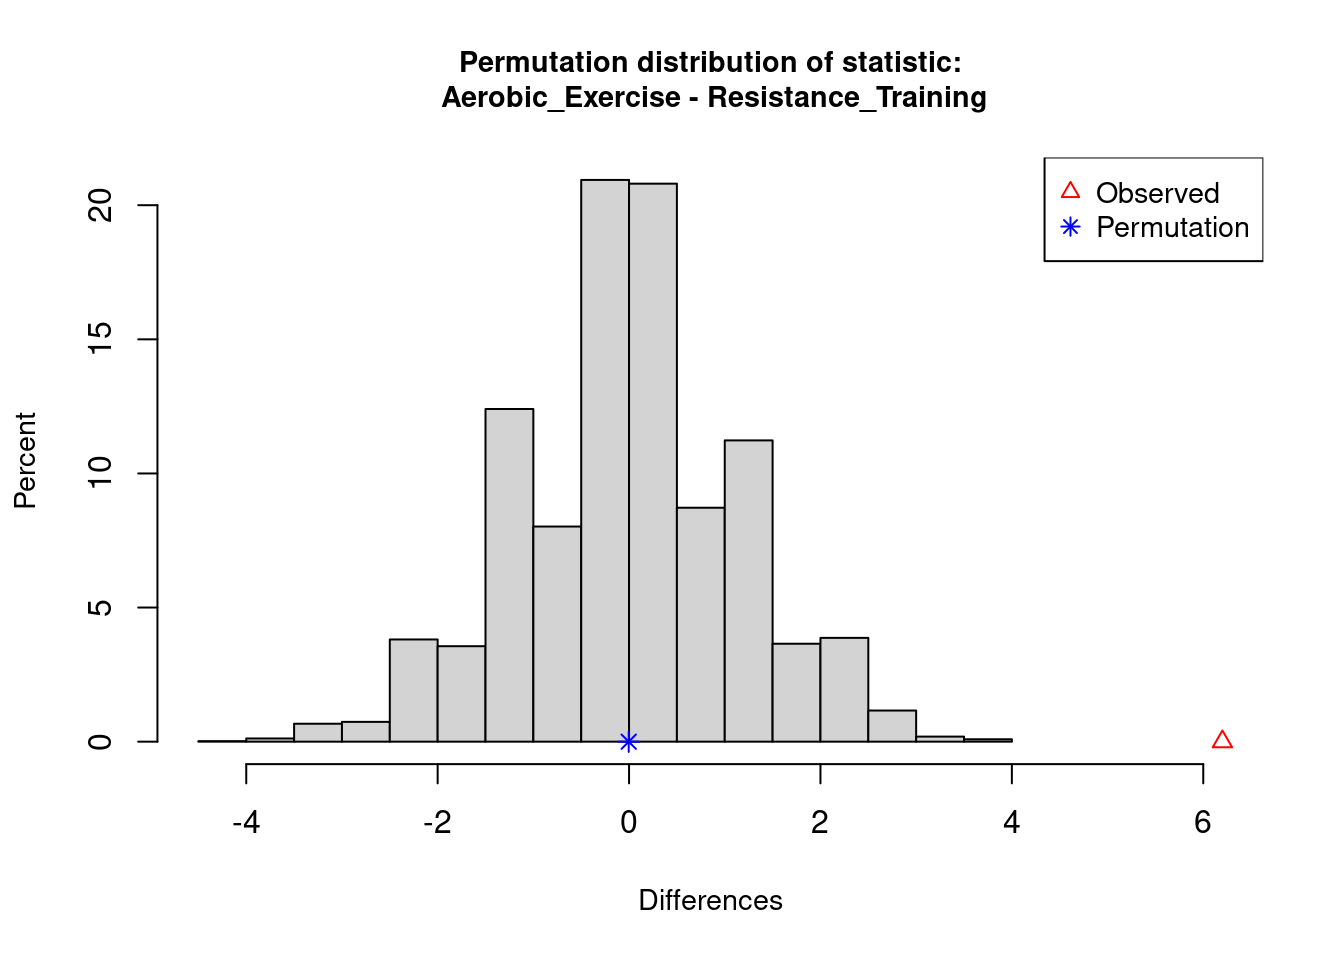 Permutation distribution of statistic:
Aerobic_Exercise - Resistance_Training
Observed
Permutation
20
15
10
5
0
Percent
-4 -2 0 2 4 6
Differences